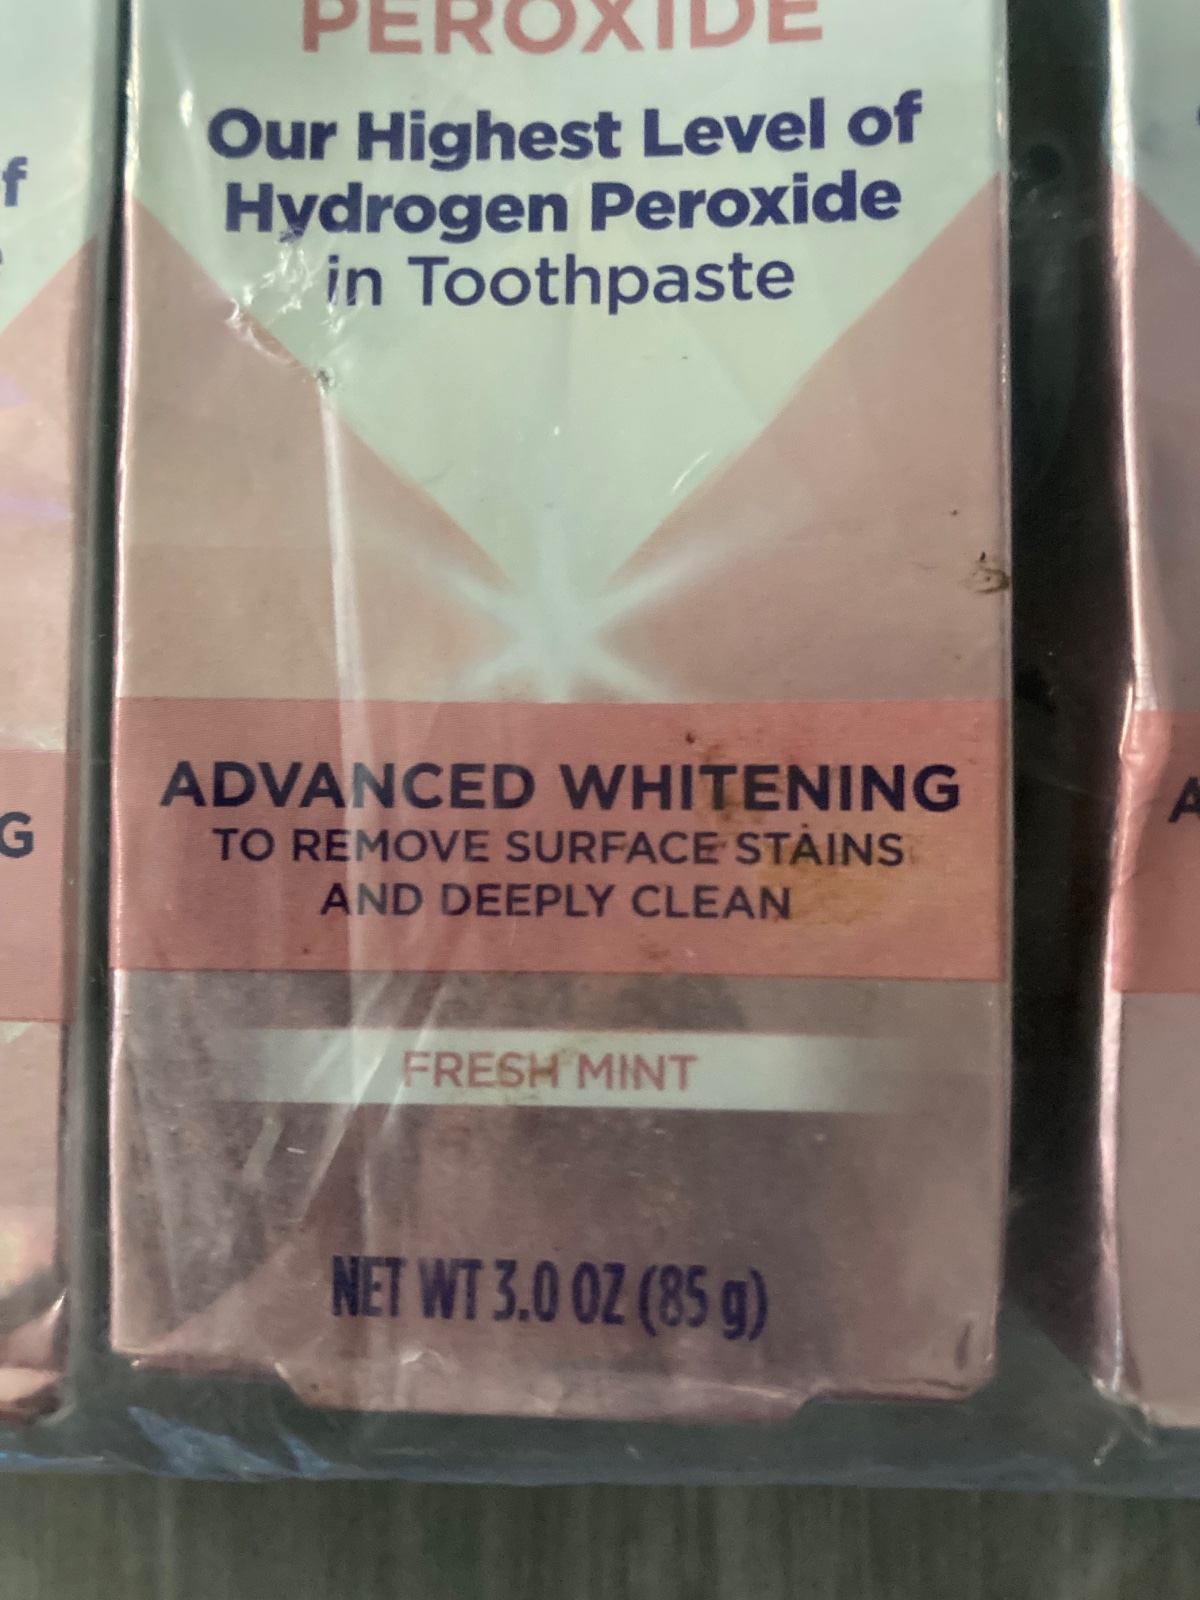 PEROXIDE
Our Highest Level of
Hydrogen Peroxide
in Toothpaste
ADVANCED WHITENING
TO REMOVE SURFACE STAINS
AND DEEPLY CLEAN
FRESH MINT
NET WT 3.0 OZ (85 g)
f
G
A